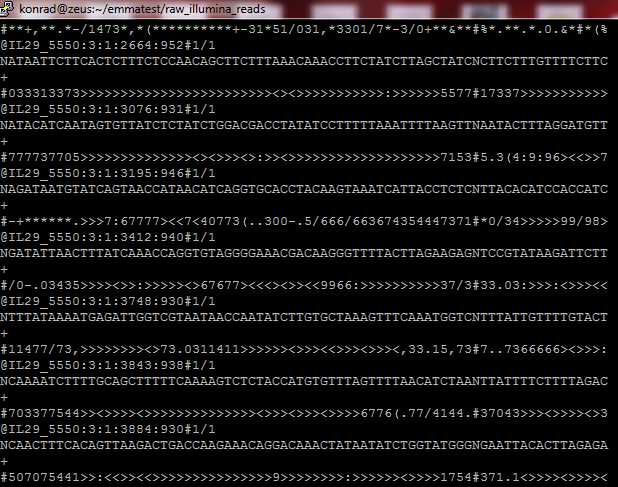 konrad@zeus:~/emmatest/raw_illumina_reads
#**+,**.*-/1473*,*(**********+-31*51/031,*3301/7*-3/0+**&**#%*.**.*.0.&*#*(%
@IL29_5550:3:1:2664:952#1/1
NATAATTCTTCACTCTTTCTCCAACAGCTTCTTTAAACAAACCTTCTATCTTAGCTATCNCTTCTTTGTTTTCTTC
+
#033313373>>>>>>>>>>>>>>>>>>>>>>>><><>>>>>>>>>>>>:>>>>>>5577#17337>>>>>>>>>>>
@IL29_5550:3:1:3076:931#1/1
NATACATCAATAGTGTTATCTCTATCTGGACGACCTATATCCTTTTTAAATTTTAAGTTNAATACTTTAGGATGTT
+
#777737705>>>>>>>>>>>>>>><><>>><>:>><>>>>>>>>>>>>>>>>>>>>7153#5.3(4:9:96><<>>7
@IL29_5550:3:1:3195:946#1/1
NAGATAATGTATCAGTAACCATAACATCAGGTGCACCTACAAGTAAATCATTACCTCTCNTTACACATCCACCATC
+
#-+******.>>>7:67777><<7<40773(..300-.5/666/663674354447371#*0/34>>>>>99/98>
@IL29_5550:3:1:3412:940#1/1
NGATATTAACTTTATCAAACCAGGTGTAGGGGAAACGACAAGGGTTTTACTTAGAAGAGNTCCGTATAAGATTCTT
+
#/0-.03435>>>><>>:>>>>><>67677><<<><>><<9966:>>>>>>>>>>37/3#33.03:>>>:<>>><<
@IL29_5550:3:1:3748:930#1/1
NTTTATAAAATGAGATTGGTCGTAATAACCAATATCTTGTGCTAAAGTTTCAAATGGTCNTTTATTGTTTTGTACT
+
#11477/73,>>>>>>>><>73.0311411>>>>>><>>><<>>><>>><,33.15,73#7..7366666><>>>:
@IL29_5550:3:1:3843:938#1/1
NCAAAATCTTTTGCAGCTTTTTCAAAAGTCTCTACCATGTGTTTAGTTTTAACATCTAANTTATTTTCTTTTAGAC
+
#703377544>><>>>><>>>>>>>>>>>>>><>>><>>><>>>>6776(.77/4144.#37043>>><>>>><>3
@IL29_5550:3:1:3884:930#1/1
NCAACTTTCACAGTTAAGACTGACCAAGAAACAGGACAAACTATAATATCTGGTATGGGNGAATTACACTTAGAGA
+
#507075441>>:<<>><<>>>>>>>>>>>>>>>9>>>>>>>>:>>>>>><>>>>1754#371.1<>>>><>>>><